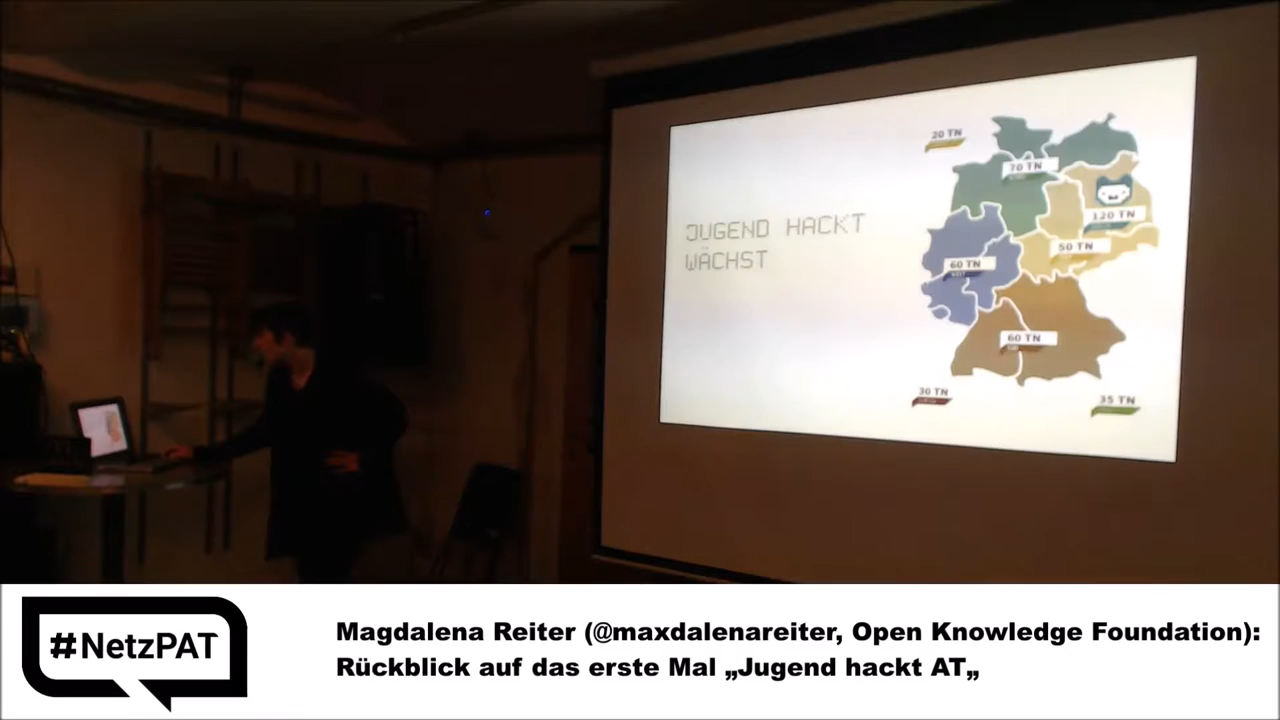 JUGEND HACKT
WÄCHST
20 TN
70 TN
120 TN
50 TN
60 TN
60 TN
30 TN
35 TN
#NetzPAT
Magdalena Reiter (@maxdalenareiter, Open Knowledge Foundation):
Rückblick auf das erste Mal „Jugend hackt AT„